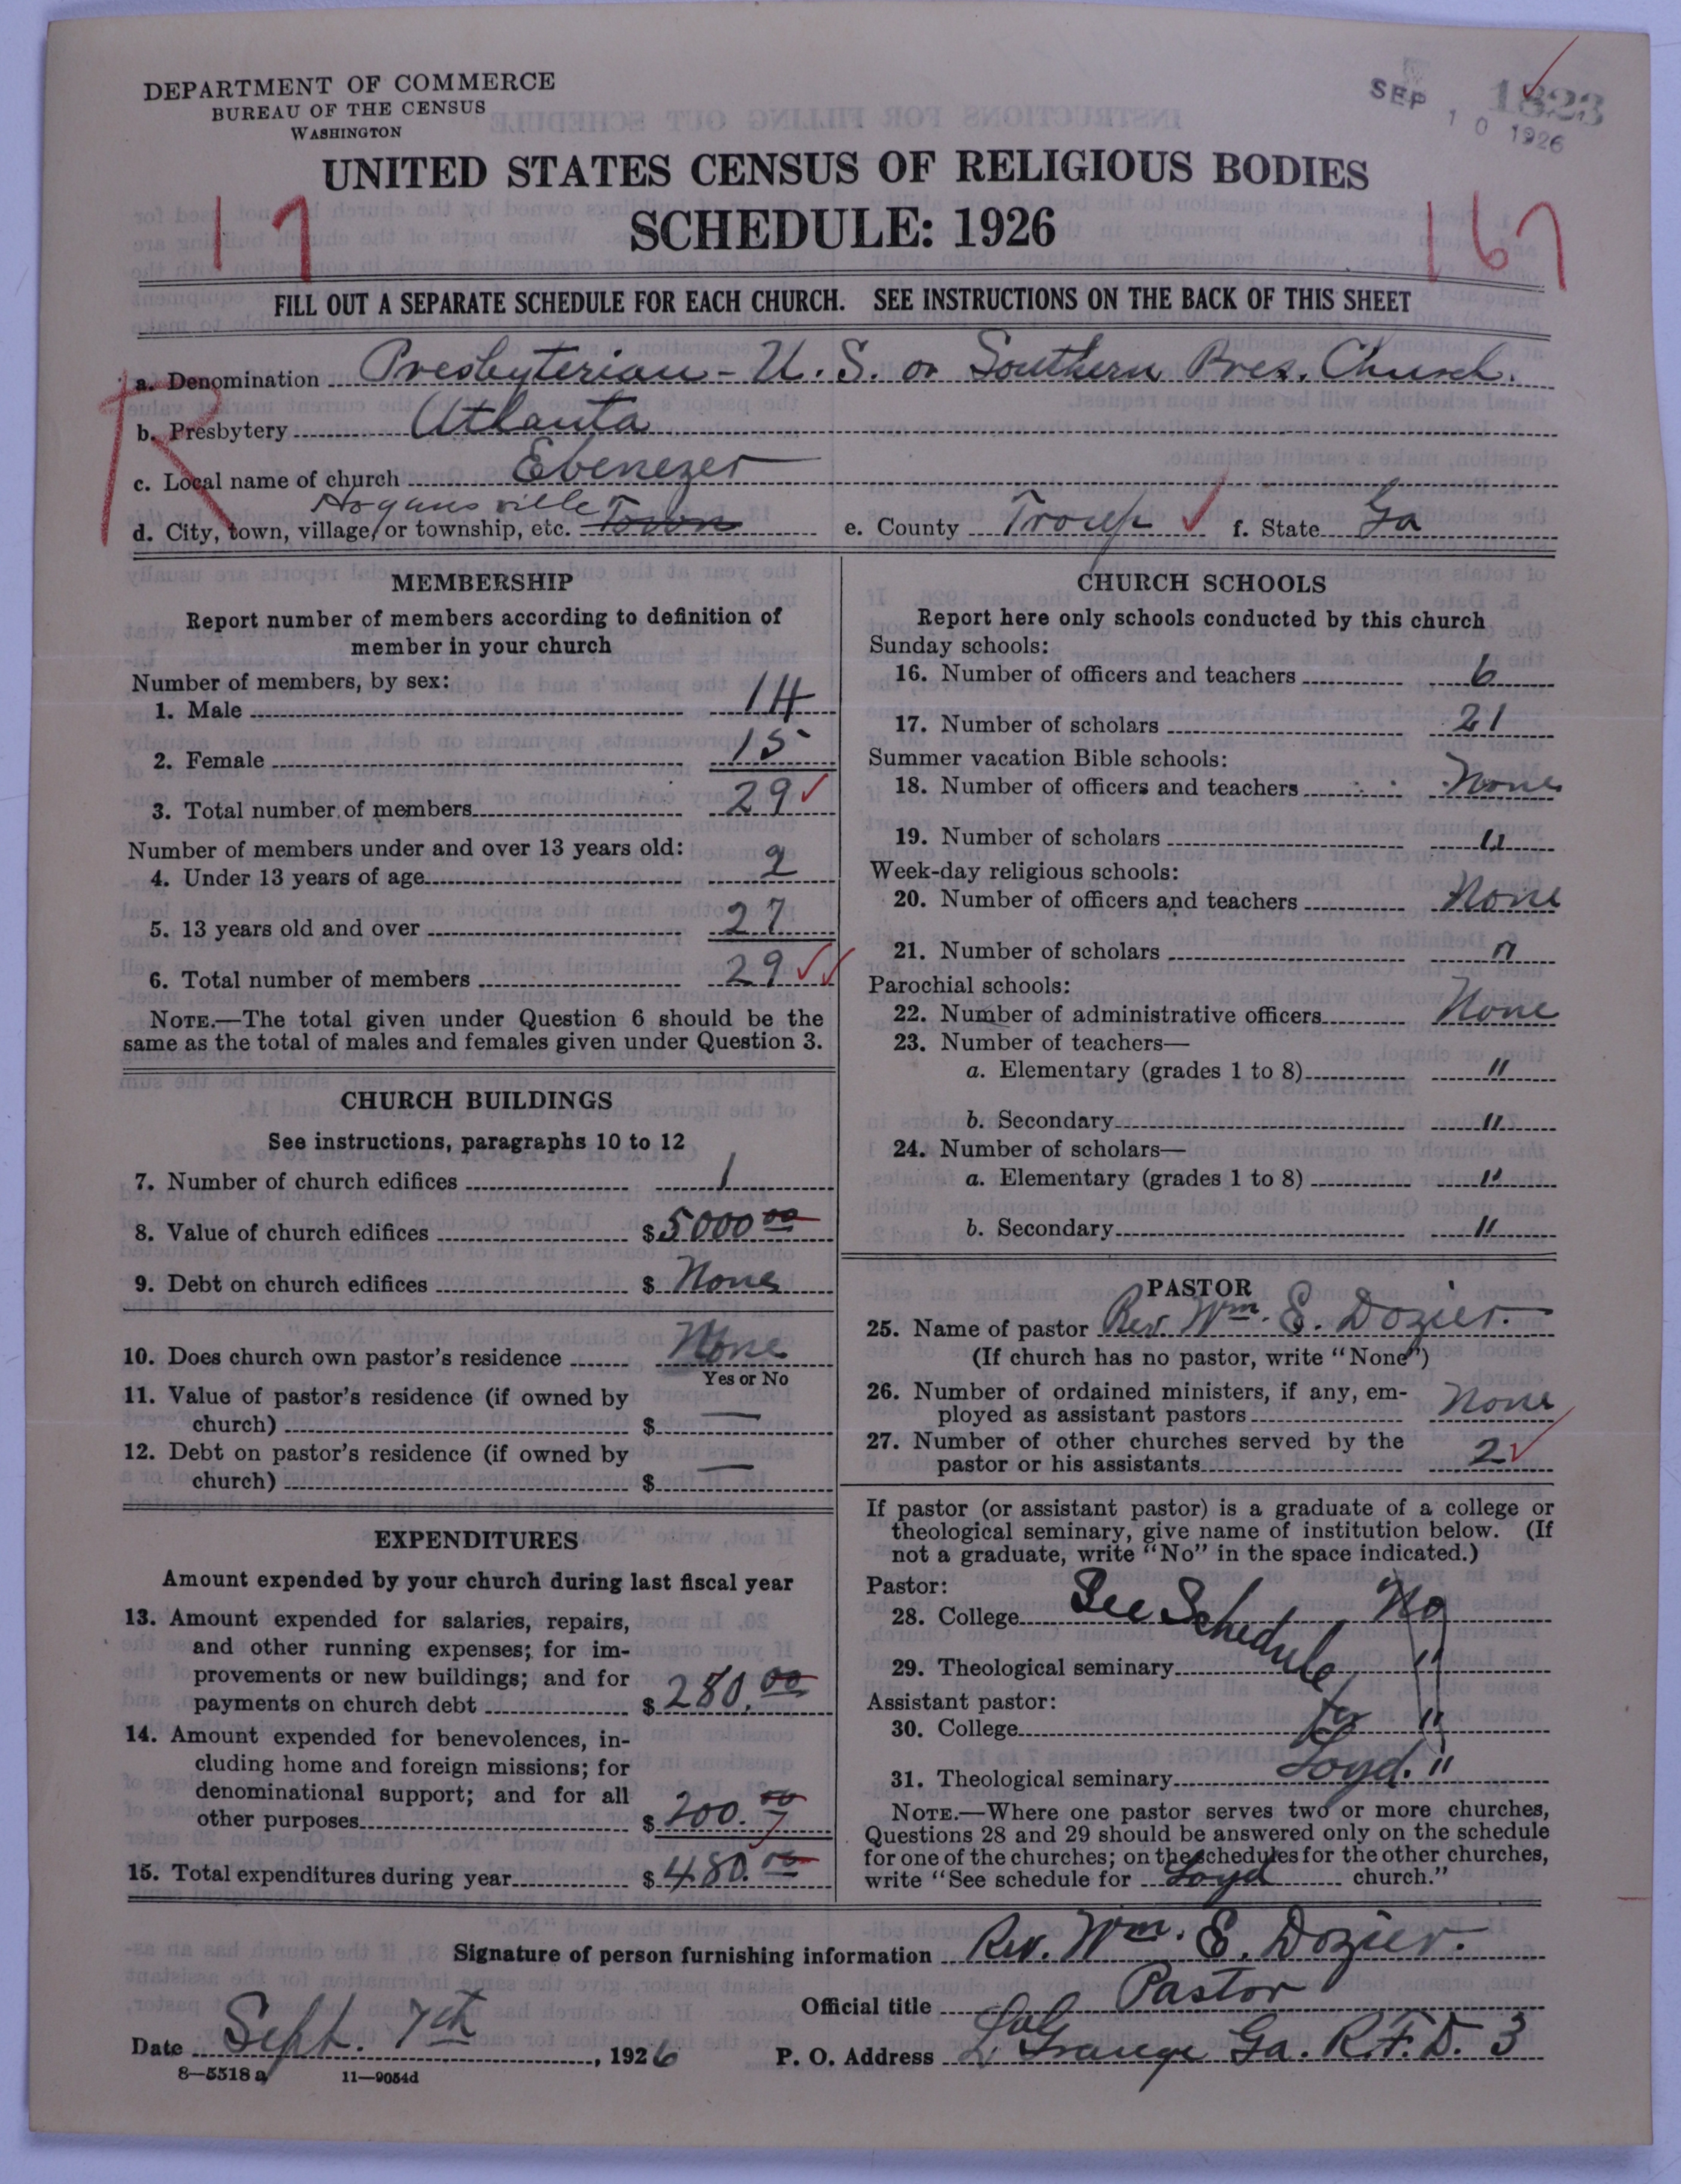 DEPARTMENT OF COMMERCE
BUREAU OF THE CENSUS
WASHINGTON
SEP 10 1926
1823
UNITED STATES CENSUS OF RELIGIOUS BODIES
SCHEDULE: 1926
17
167
FILL OUT A SEPARATE SCHEDULE FOR EACH CHURCH. SEE INSTRUCTIONS ON THE BACK OF THIS SHEET
R
a. Denomination Presbyterian - U. S. or Southern Pres. Church.
b. Presbytery Atlanta
c. Local name of church Ebenezer
d. City, town, village, or township, etc. Hogansville Town e. County Troup f. State Ga
MEMBERSHIP
Report number of members according to definition of
member in your church
Number of members, by sex:
1. Male 14
2. Female 15
3. Total number of members 29
Number of members under and over 13 years old:
4. Under 13 years of age 2
5. 13 years old and over 27
6. Total number of members 29
NOTE.—The total given under Question 6 should be the
same as the total of males and females given under Question 3.
CHURCH BUILDINGS
See instructions, paragraphs 10 to 12
7. Number of church edifices 1
8. Value of church edifices $ 5000 00
9. Debt on church edifices $ None
10. Does church own pastor's residence None
Yes or No
11. Value of pastor's residence (if owned by
church) $ —
12. Debt on pastor's residence (if owned by
church) $ —
EXPENDITURES
Amount expended by your church during last fiscal year
13. Amount expended for salaries, repairs,
and other running expenses; for im-
provements or new buildings; and for
payments on church debt $ 280.00
14. Amount expended for benevolences, in-
cluding home and foreign missions; for
denominational support; and for all
other purposes $ 200.00
15. Total expenditures during year $ 480.00
CHURCH SCHOOLS
Report here only schools conducted by this church
Sunday schools:
16. Number of officers and teachers 6
17. Number of scholars 21
Summer vacation Bible schools:
18. Number of officers and teachers None
19. Number of scholars "
Week-day religious schools:
20. Number of officers and teachers None
21. Number of scholars "
Parochial schools:
22. Number of administrative officers None
23. Number of teachers—
a. Elementary (grades 1 to 8) "
b. Secondary "
24. Number of scholars—
a. Elementary (grades 1 to 8) "
b. Secondary "
PASTOR
25. Name of pastor Rev. Wm. E. Dozier.
(If church has no pastor, write "None")
26. Number of ordained ministers, if any, em-
ployed as assistant pastors None
27. Number of other churches served by the
pastor or his assistants 2
If pastor (or assistant pastor) is a graduate of a college or
theological seminary, give name of institution below. (If
not a graduate, write "No" in the space indicated.)
Pastor:
28. College See Schedule No
29. Theological seminary "
Assistant pastor:
30. College for "
31. Theological seminary Loyd. "
NOTE.—Where one pastor serves two or more churches,
Questions 28 and 29 should be answered only on the schedule
for one of the churches; on the schedules for the other churches,
write "See schedule for Loyd church."
Signature of person furnishing information Rev. Wm. E. Dozier.
Official title Pastor
Date Sept. 7th, 1926 P. O. Address LaGrange Ga. R.F.D. 3
8—5518 a 11—9054d